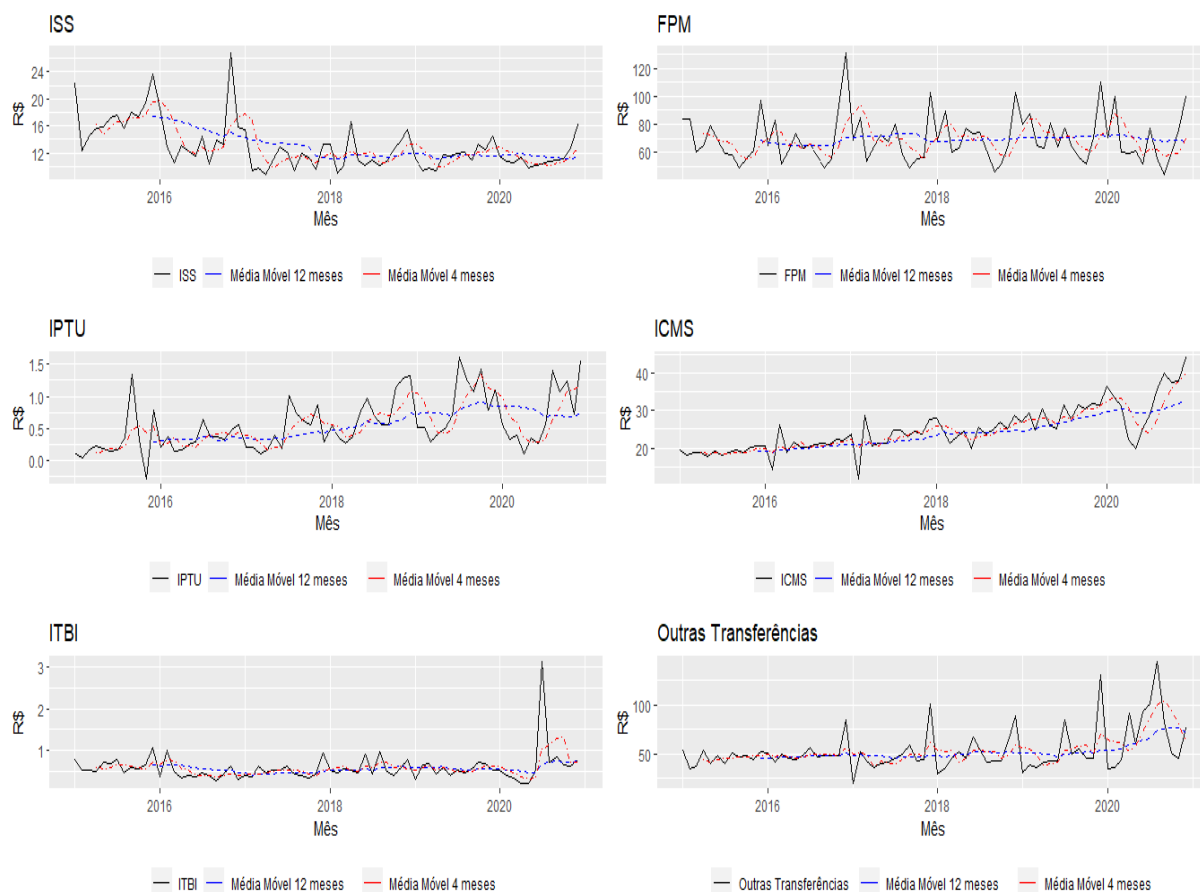 ISS
R$
24
20
16
12
2016 2018 2020
Mês
ISS Média Móvel 12 meses Média Móvel 4 meses
FPM
R$
120
100
80
60
2016 2018 2020
Mês
FPM Média Móvel 12 meses Média Móvel 4 meses
IPTU
R$
1.5
1.0
0.5
0.0
2016 2018 2020
Mês
IPTU Média Móvel 12 meses Média Móvel 4 meses
ICMS
R$
40
30
20
2016 2018 2020
Mês
ICMS Média Móvel 12 meses Média Móvel 4 meses
ITBI
R$
3
2
1
2016 2018 2020
Mês
ITBI Média Móvel 12 meses Média Móvel 4 meses
Outras Transferências
R$
100
50
2016 2018 2020
Mês
Outras Transferências Média Móvel 12 meses Média Móvel 4 meses